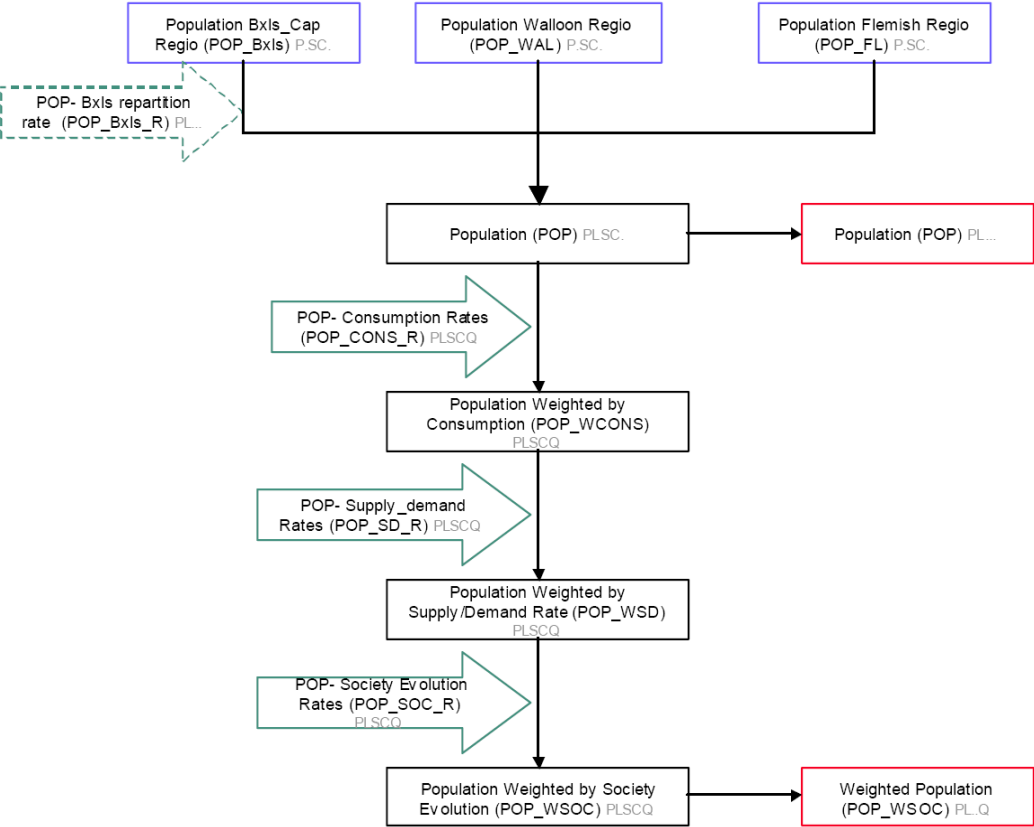 Population Bxls_Cap
Regio (POP_Bxls) P.SC.
Population Walloon Regio
(POP_WAL) P.SC.
Population Flemish Regio
(POP_FL) P.SC.
POP- Bxls repartition
rate (POP_Bxls_R) PL...
Population (POP) PLSC.
Population (POP) PL...
POP- Consumption Rates
(POP_CONS_R) PLSCQ
Population Weighted by
Consumption (POP_WCONS)
PLSCQ
POP- Supply_demand
Rates (POP_SD_R) PLSCQ
Population Weighted by
Supply/Demand Rate (POP_WSD)
PLSCQ
POP- Society Evolution
Rates (POP_SOC_R)
PLSCQ
Population Weighted by Society
Evolution (POP_WSOC) PLSCQ
Weighted Population
(POP_WSOC) PL..Q